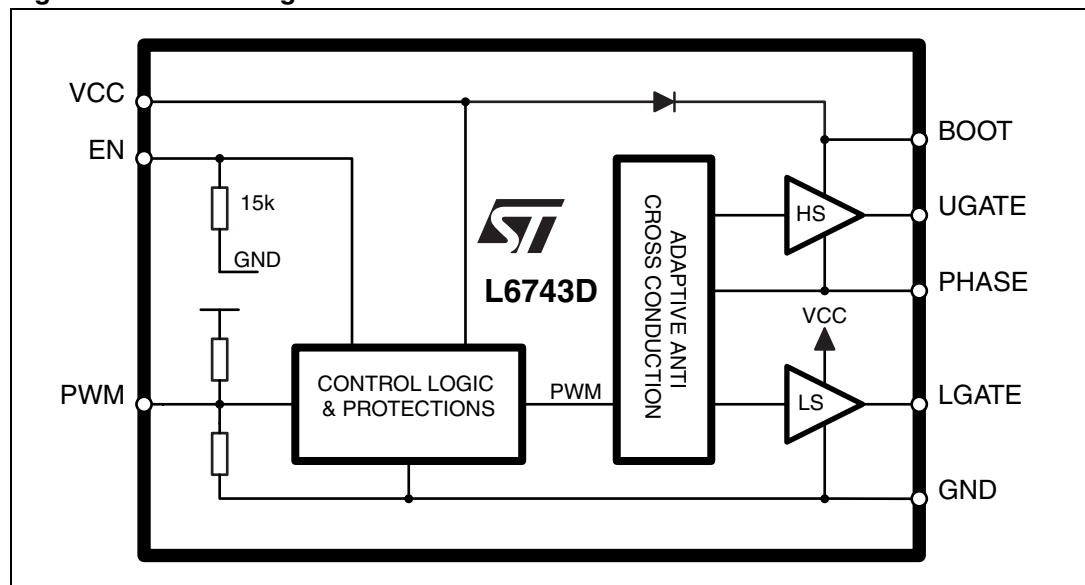 VCC
EN
15k
GND
PWM
ST
L6743D
CONTROL LOGIC
& PROTECTIONS
PWM
ADAPTIVE ANTI
CROSS CONDUCTION
HS
VCC
LS
BOOT
UGATE
PHASE
LGATE
GND